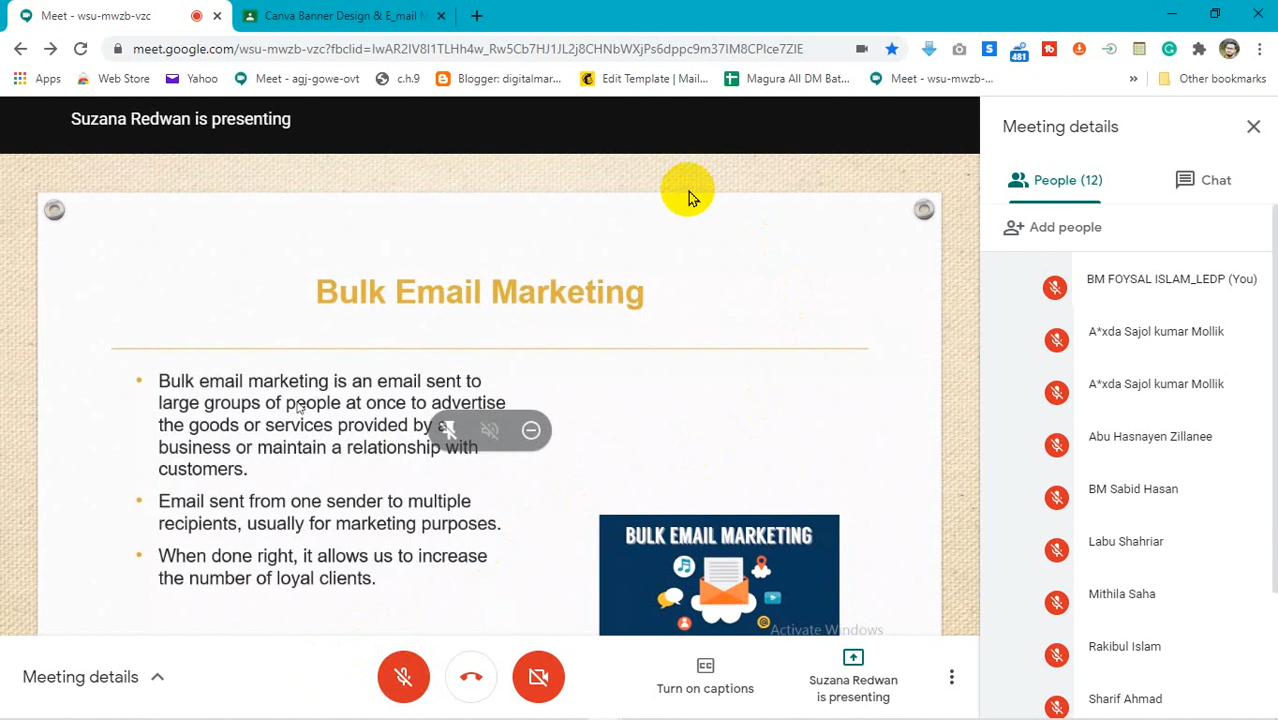 Meet - wsu-mwzb-vzc
Canva Banner Design & E_mail M
meet.google.com/wsu-mwzb-vzc?fbclid=IwAR2IV8I1TLHh4w_Rw5Cb7HJ1JL2j8CHNbWXjPs6dppc9m37IM8CPIce7ZIE
481
Apps
Web Store
Yahoo
Meet - agj-gowe-ovt
c.h.9
Blogger: digitalmar...
Edit Template | Mail...
Magura All DM Bat...
Meet - wsu-mwzb-...
Other bookmarks
Suzana Redwan is presenting
Bulk Email Marketing
Bulk email marketing is an email sent to
large groups of people at once to advertise
the goods or services provided by
business or maintain a relationship with
customers.
Email sent from one sender to multiple
recipients, usually for marketing purposes.
When done right, it allows us to increase
the number of loyal clients.
BULK EMAIL MARKETING
Activate Windows
Meeting details
People (12)
Chat
Add people
BM FOYSAL ISLAM_LEDP (You)
A*xda Sajol kumar Mollik
A*xda Sajol kumar Mollik
Abu Hasnayen Zillanee
BM Sabid Hasan
Labu Shahriar
Mithila Saha
Rakibul Islam
Sharif Ahmad
Meeting details
Turn on captions
Suzana Redwan
is presenting